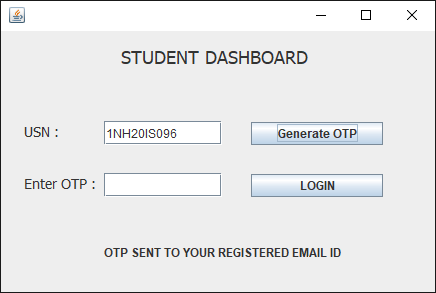 STUDENT DASHBOARD
USN : 1NH20IS096 Generate OTP
Enter OTP : LOGIN
OTP SENT TO YOUR REGISTERED EMAIL ID